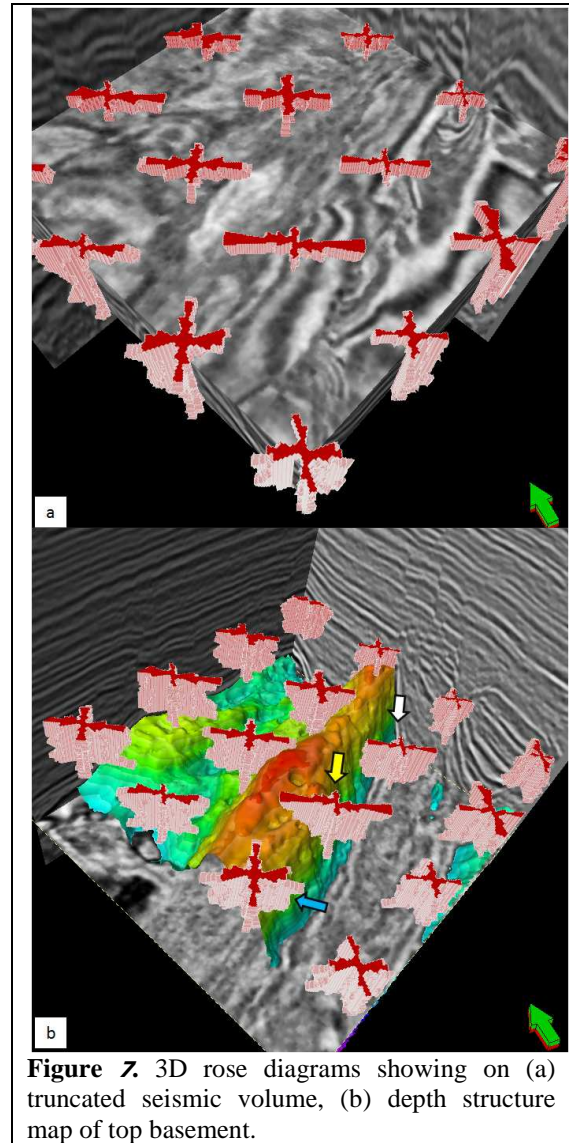 a
b
Figure 7. 3D rose diagrams showing on (a)
truncated seismic volume, (b) depth structure
map of top basement.